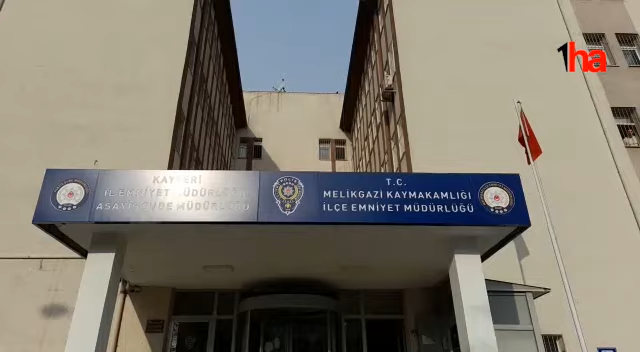 1ha
KAYSERİ
İL EMNİYET MÜDÜRLÜĞÜ
ASAYİŞ ŞUBE MÜDÜRLÜĞÜ
T.C.
MELİKGAZİ KAYMAKAMLIĞI
İLÇE EMNİYET MÜDÜRLÜĞÜ